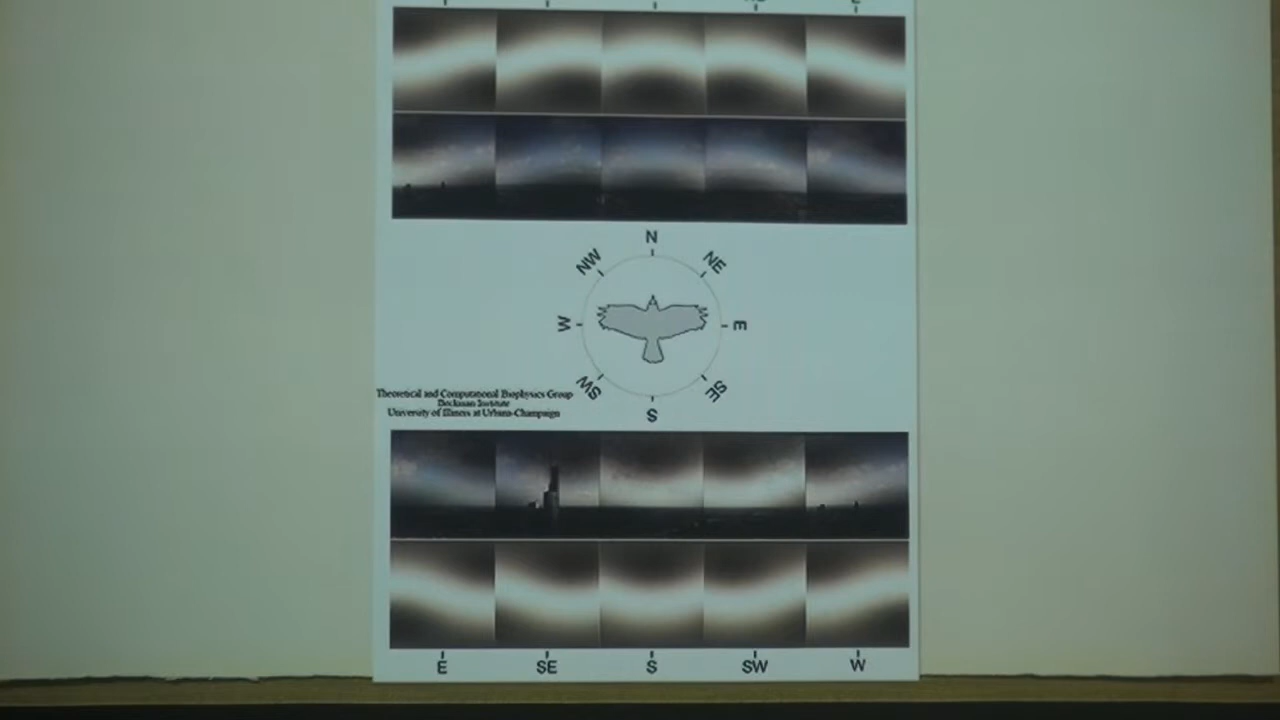 N
NW NE
W E
SW SE
S
Theoretical and Computational Biophysics Group
Beckman Institute
University of Illinois at Urbana-Champaign
E SE S SW W